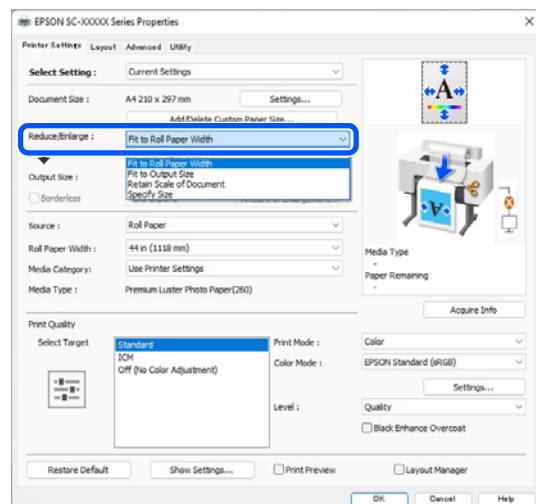 EPSON SC-XXXXX Series Properties
Printer Settings Layout Advanced Utility
Select Setting : Current Settings
Document Size : A4 210 x 297 mm Settings...
Add/Delete Custom Paper Size...
Reduce/Enlarge : Fit to Roll Paper Width
Fit to Roll Paper Width
Output Size : Fit to Output Size
Retain Scale of Document
Borderless Specify Size
Source : Roll Paper
Roll Paper Width : 44 in (1118 mm)
Media Category: Use Printer Settings
Media Type : Premium Luster Photo Paper(260)
A
A
Media Type
-
Paper Remaining
-
Acquire Info
Print Quality
Select Target Standard
ICM
Off (No Color Adjustment)
Print Mode : Color
Color Mode : EPSON Standard (sRGB)
Settings...
Level : Quality
Black Enhance Overcoat
Restore Default Show Settings... Print Preview Layout Manager
OK Cancel Help